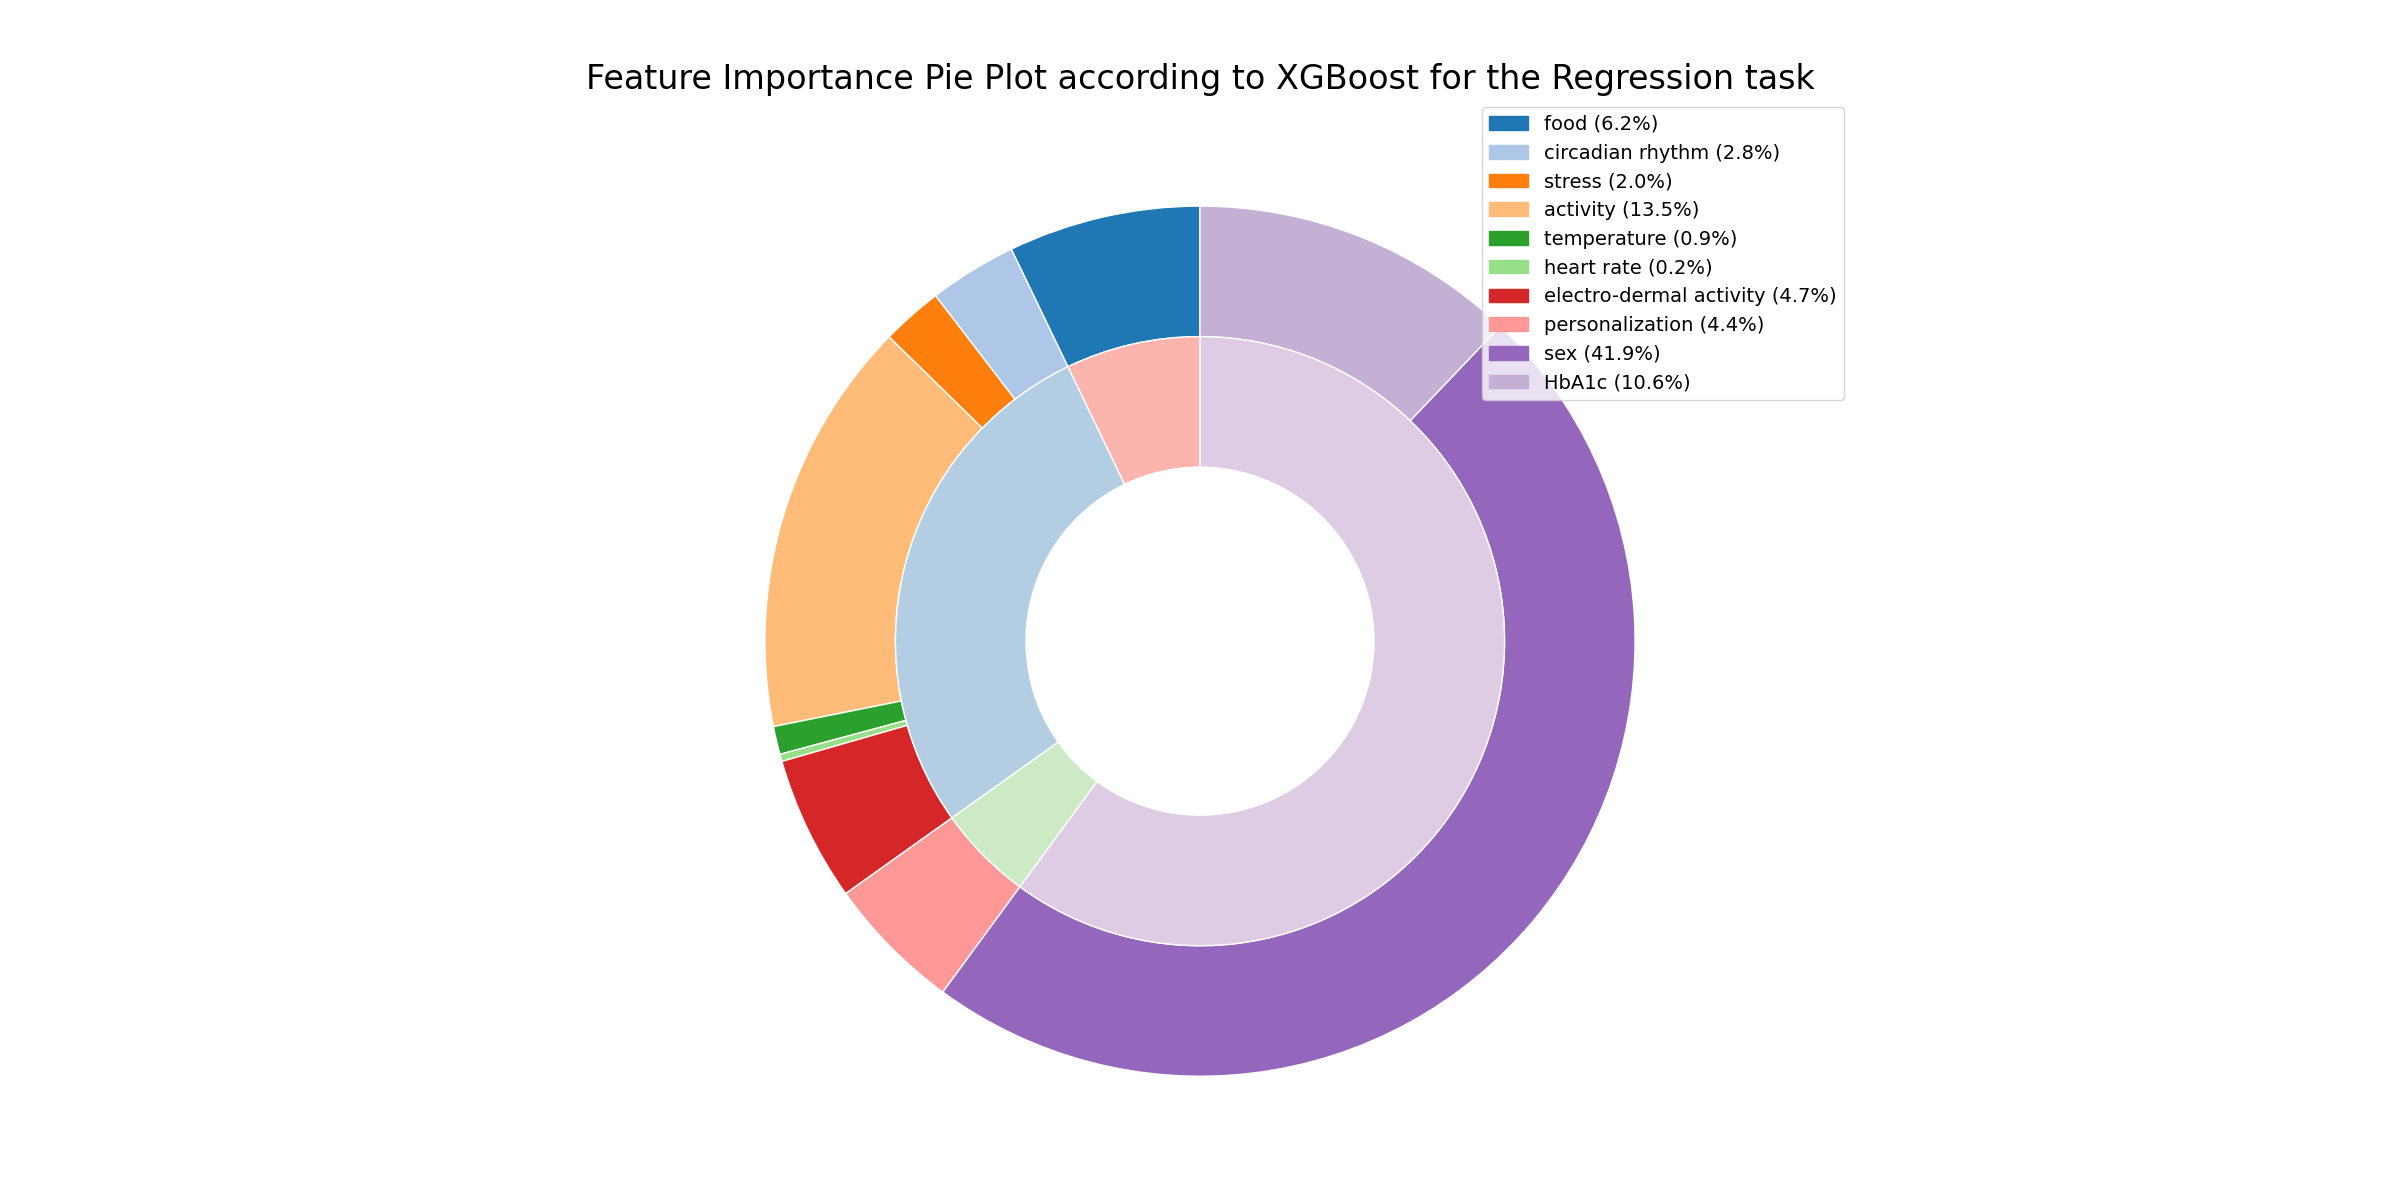 Feature Importance Pie Plot according to XGBoost for the Regression task
food (6.2%)
circadian rhythm (2.8%)
stress (2.0%)
activity (13.5%)
temperature (0.9%)
heart rate (0.2%)
electro-dermal activity (4.7%)
personalization (4.4%)
sex (41.9%)
HbA1c (10.6%)